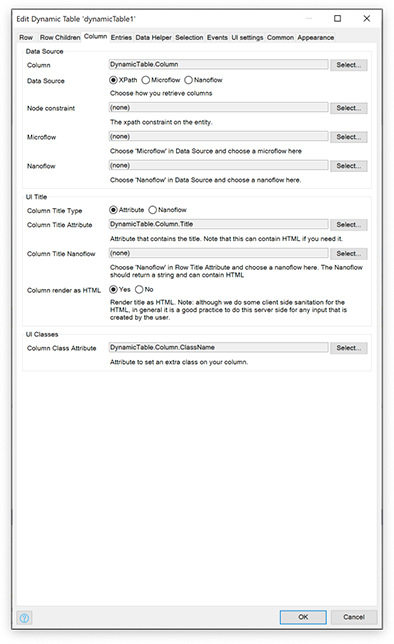 Edit Dynamic Table 'dynamicTable1'
Row Row Children Column Entries Data Helper Selection Events UI settings Common Appearance
Data Source
Column DynamicTable.Column Select...
Data Source XPath Microflow Nanoflow
Choose how you retrieve columns
Node constraint (none) Select...
The xpath constraint on the entity.
Microflow (none) Select...
Choose 'Microflow' in Data Source and choose a microflow here
Nanoflow (none) Select...
Choose 'Nanoflow' in Data Source and choose a nanoflow here.
UI Title
Column Title Type Attribute Nanoflow
Column Title Attribute DynamicTable.Column.Title Select...
Attribute that contains the title. Note that this can contain HTML if you need it.
Column Title Nanoflow (none) Select...
Choose 'Nanoflow' in Row Title Attribute and choose a nanoflow here. The Nanoflow
should return a string and can contain HTML
Column render as HTML Yes No
Render title as HTML. Note: although we do some client side sanitation for the
HTML, in general it is a good practice to do this server side for any input that is
created by the user.
UI Classes
Column Class Attribute DynamicTable.Column.ClassName Select...
Attribute to set an extra class on your column.
? OK Cancel